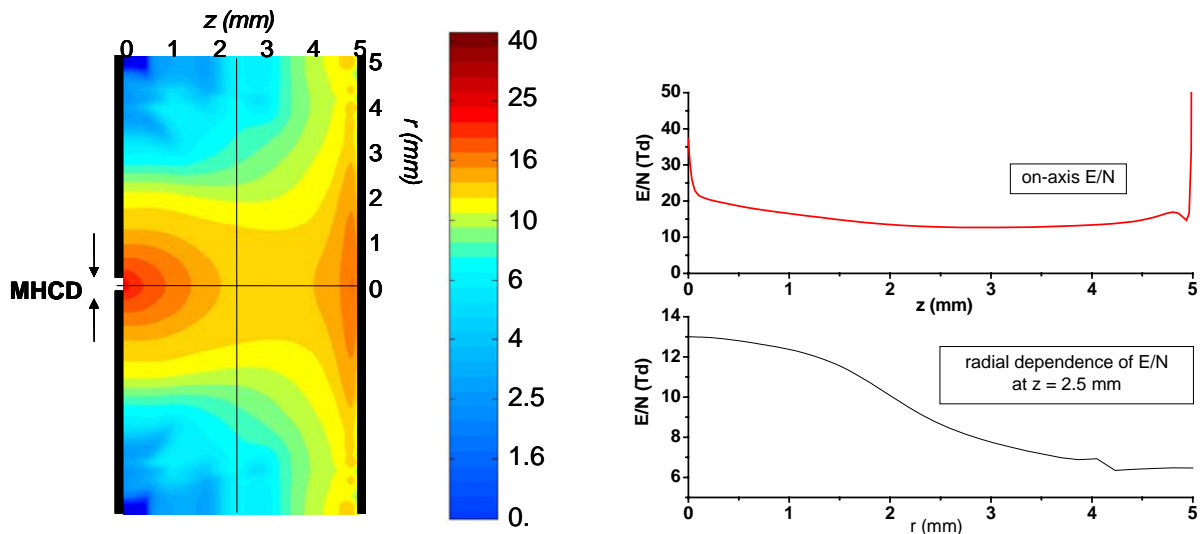 z (mm)
0 1 2 3 4 5
5
4
3
2
1
0
r (mm)
MHCD
40
25
16
10
6
4
2.5
1.6
0.
50
40
30
20
10
0
E/N (Td)
on-axis E/N
0 1 2 3 4 5
z (mm)
14
12
10
8
6
E/N (Td)
radial dependence of E/N
at z = 2.5 mm
0 1 2 3 4 5
r (mm)